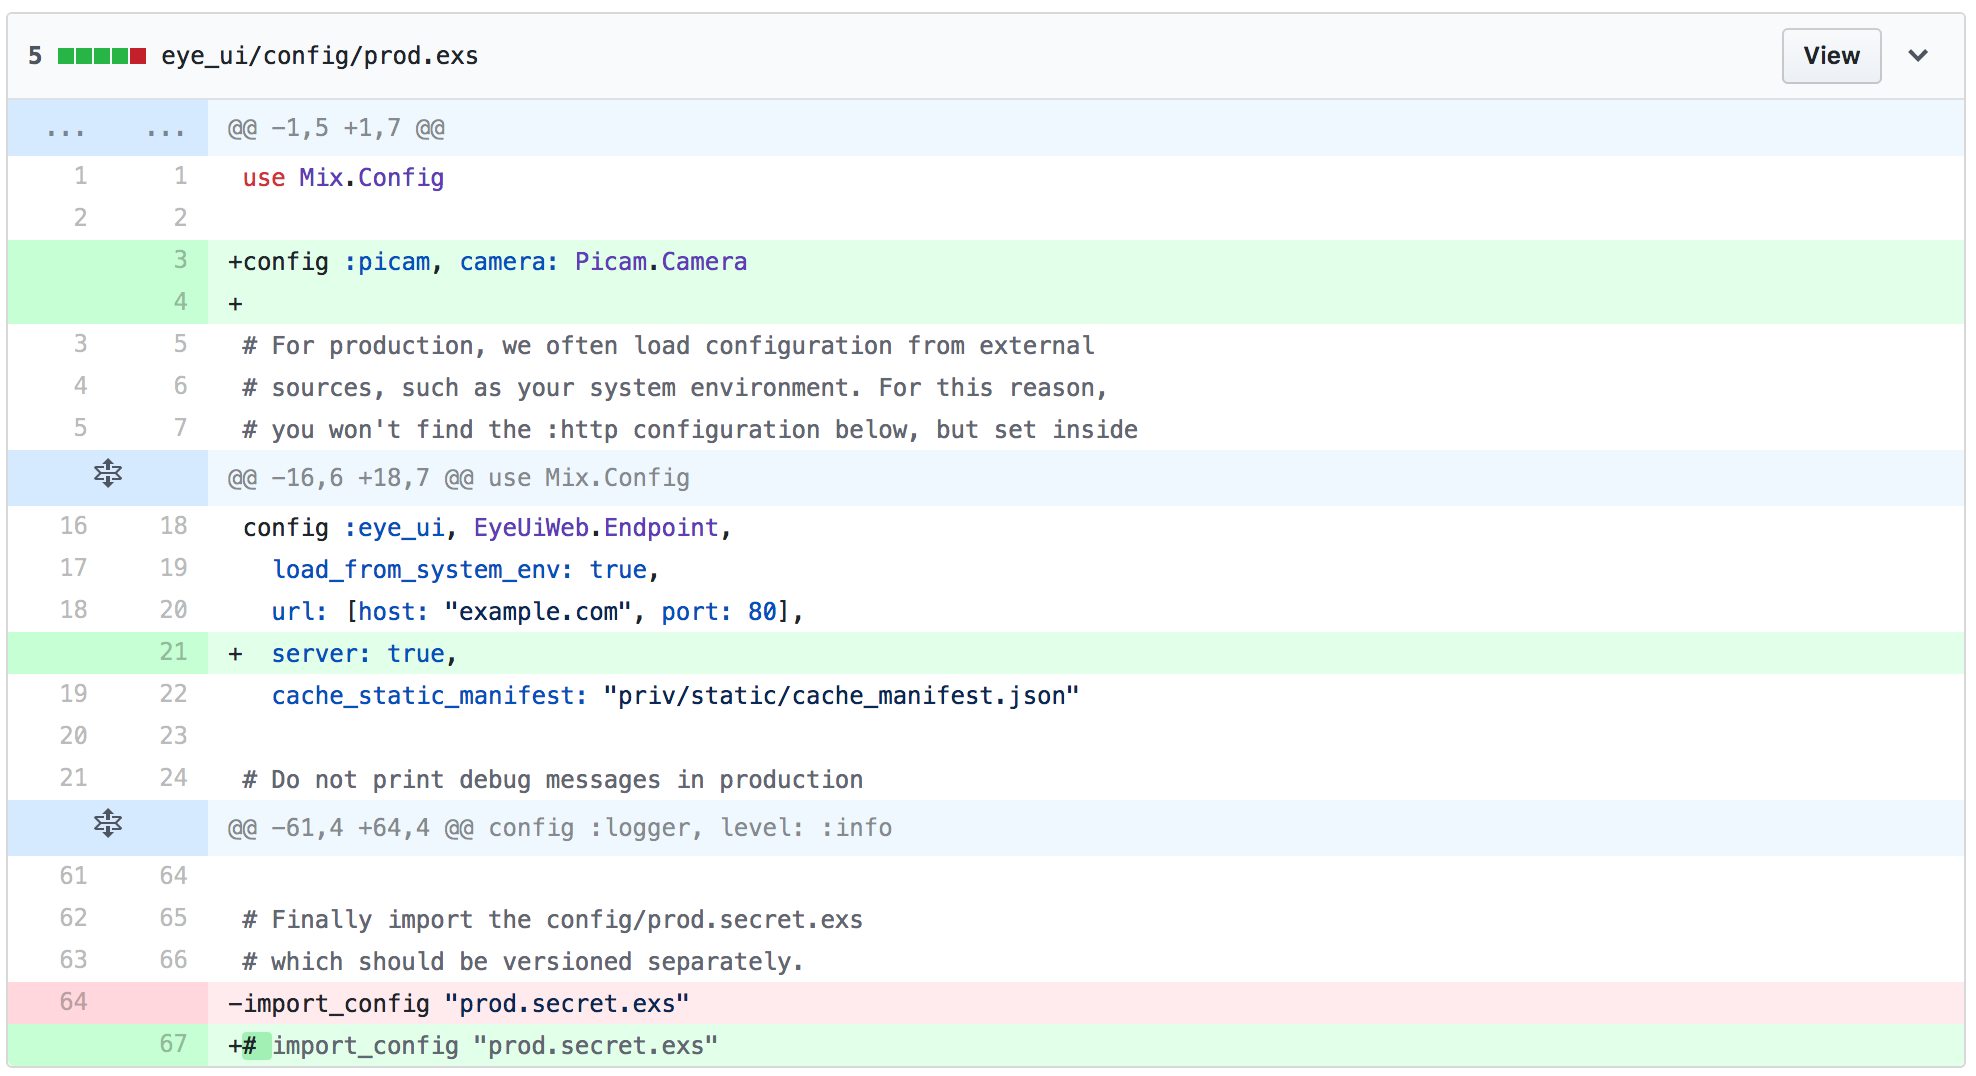 5 eye_ui/config/prod.exs View
... ... @@ -1,5 +1,7 @@
1 1 use Mix.Config
2 2
3 +config :picam, camera: Picam.Camera
4 +
3 5 # For production, we often load configuration from external
4 6 # sources, such as your system environment. For this reason,
5 7 # you won't find the :http configuration below, but set inside
@@ -16,6 +18,7 @@ use Mix.Config
16 18 config :eye_ui, EyeUiWeb.Endpoint,
17 19 load_from_system_env: true,
18 20 url: [host: "example.com", port: 80],
21 + server: true,
19 22 cache_static_manifest: "priv/static/cache_manifest.json"
20 23
21 24 # Do not print debug messages in production
@@ -61,4 +64,4 @@ config :logger, level: :info
61 64
62 65 # Finally import the config/prod.secret.exs
63 66 # which should be versioned separately.
64 -import_config "prod.secret.exs"
67 +# import_config "prod.secret.exs"